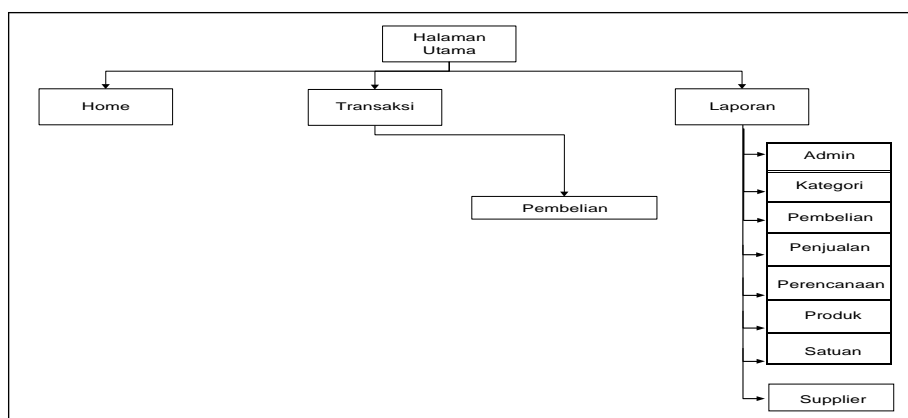 Halaman
Utama
Home
Transaksi
Laporan
Pembelian
Admin
Kategori
Pembelian
Penjualan
Perencanaan
Produk
Satuan
Supplier